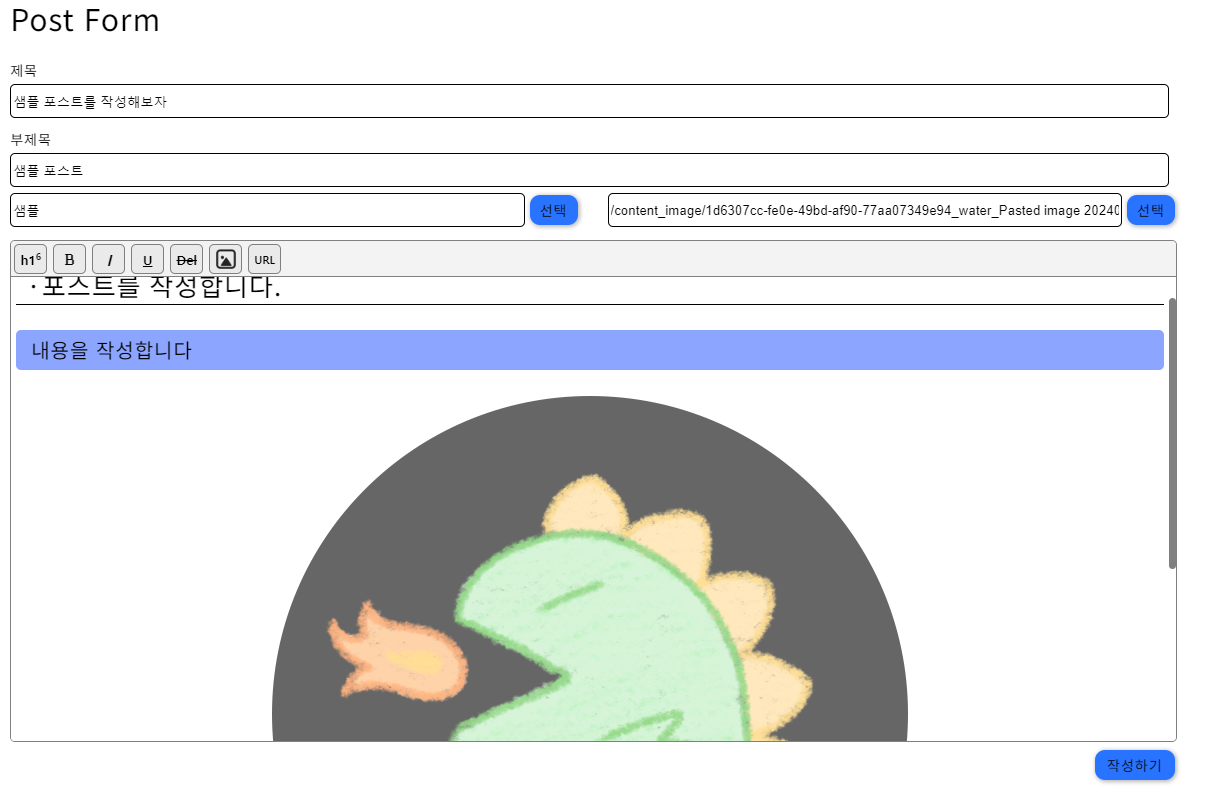 Post Form
제목
샘플 포스트를 작성해보자
부제목
샘플 포스트
샘플 선택 /content_image/1d6307cc-fe0e-49bd-af90-77aa07349e94_water_Pasted image 20240 선택
h1⁶ B I U Del URL
· 포스트를 작성합니다.
내용을 작성합니다
작성하기